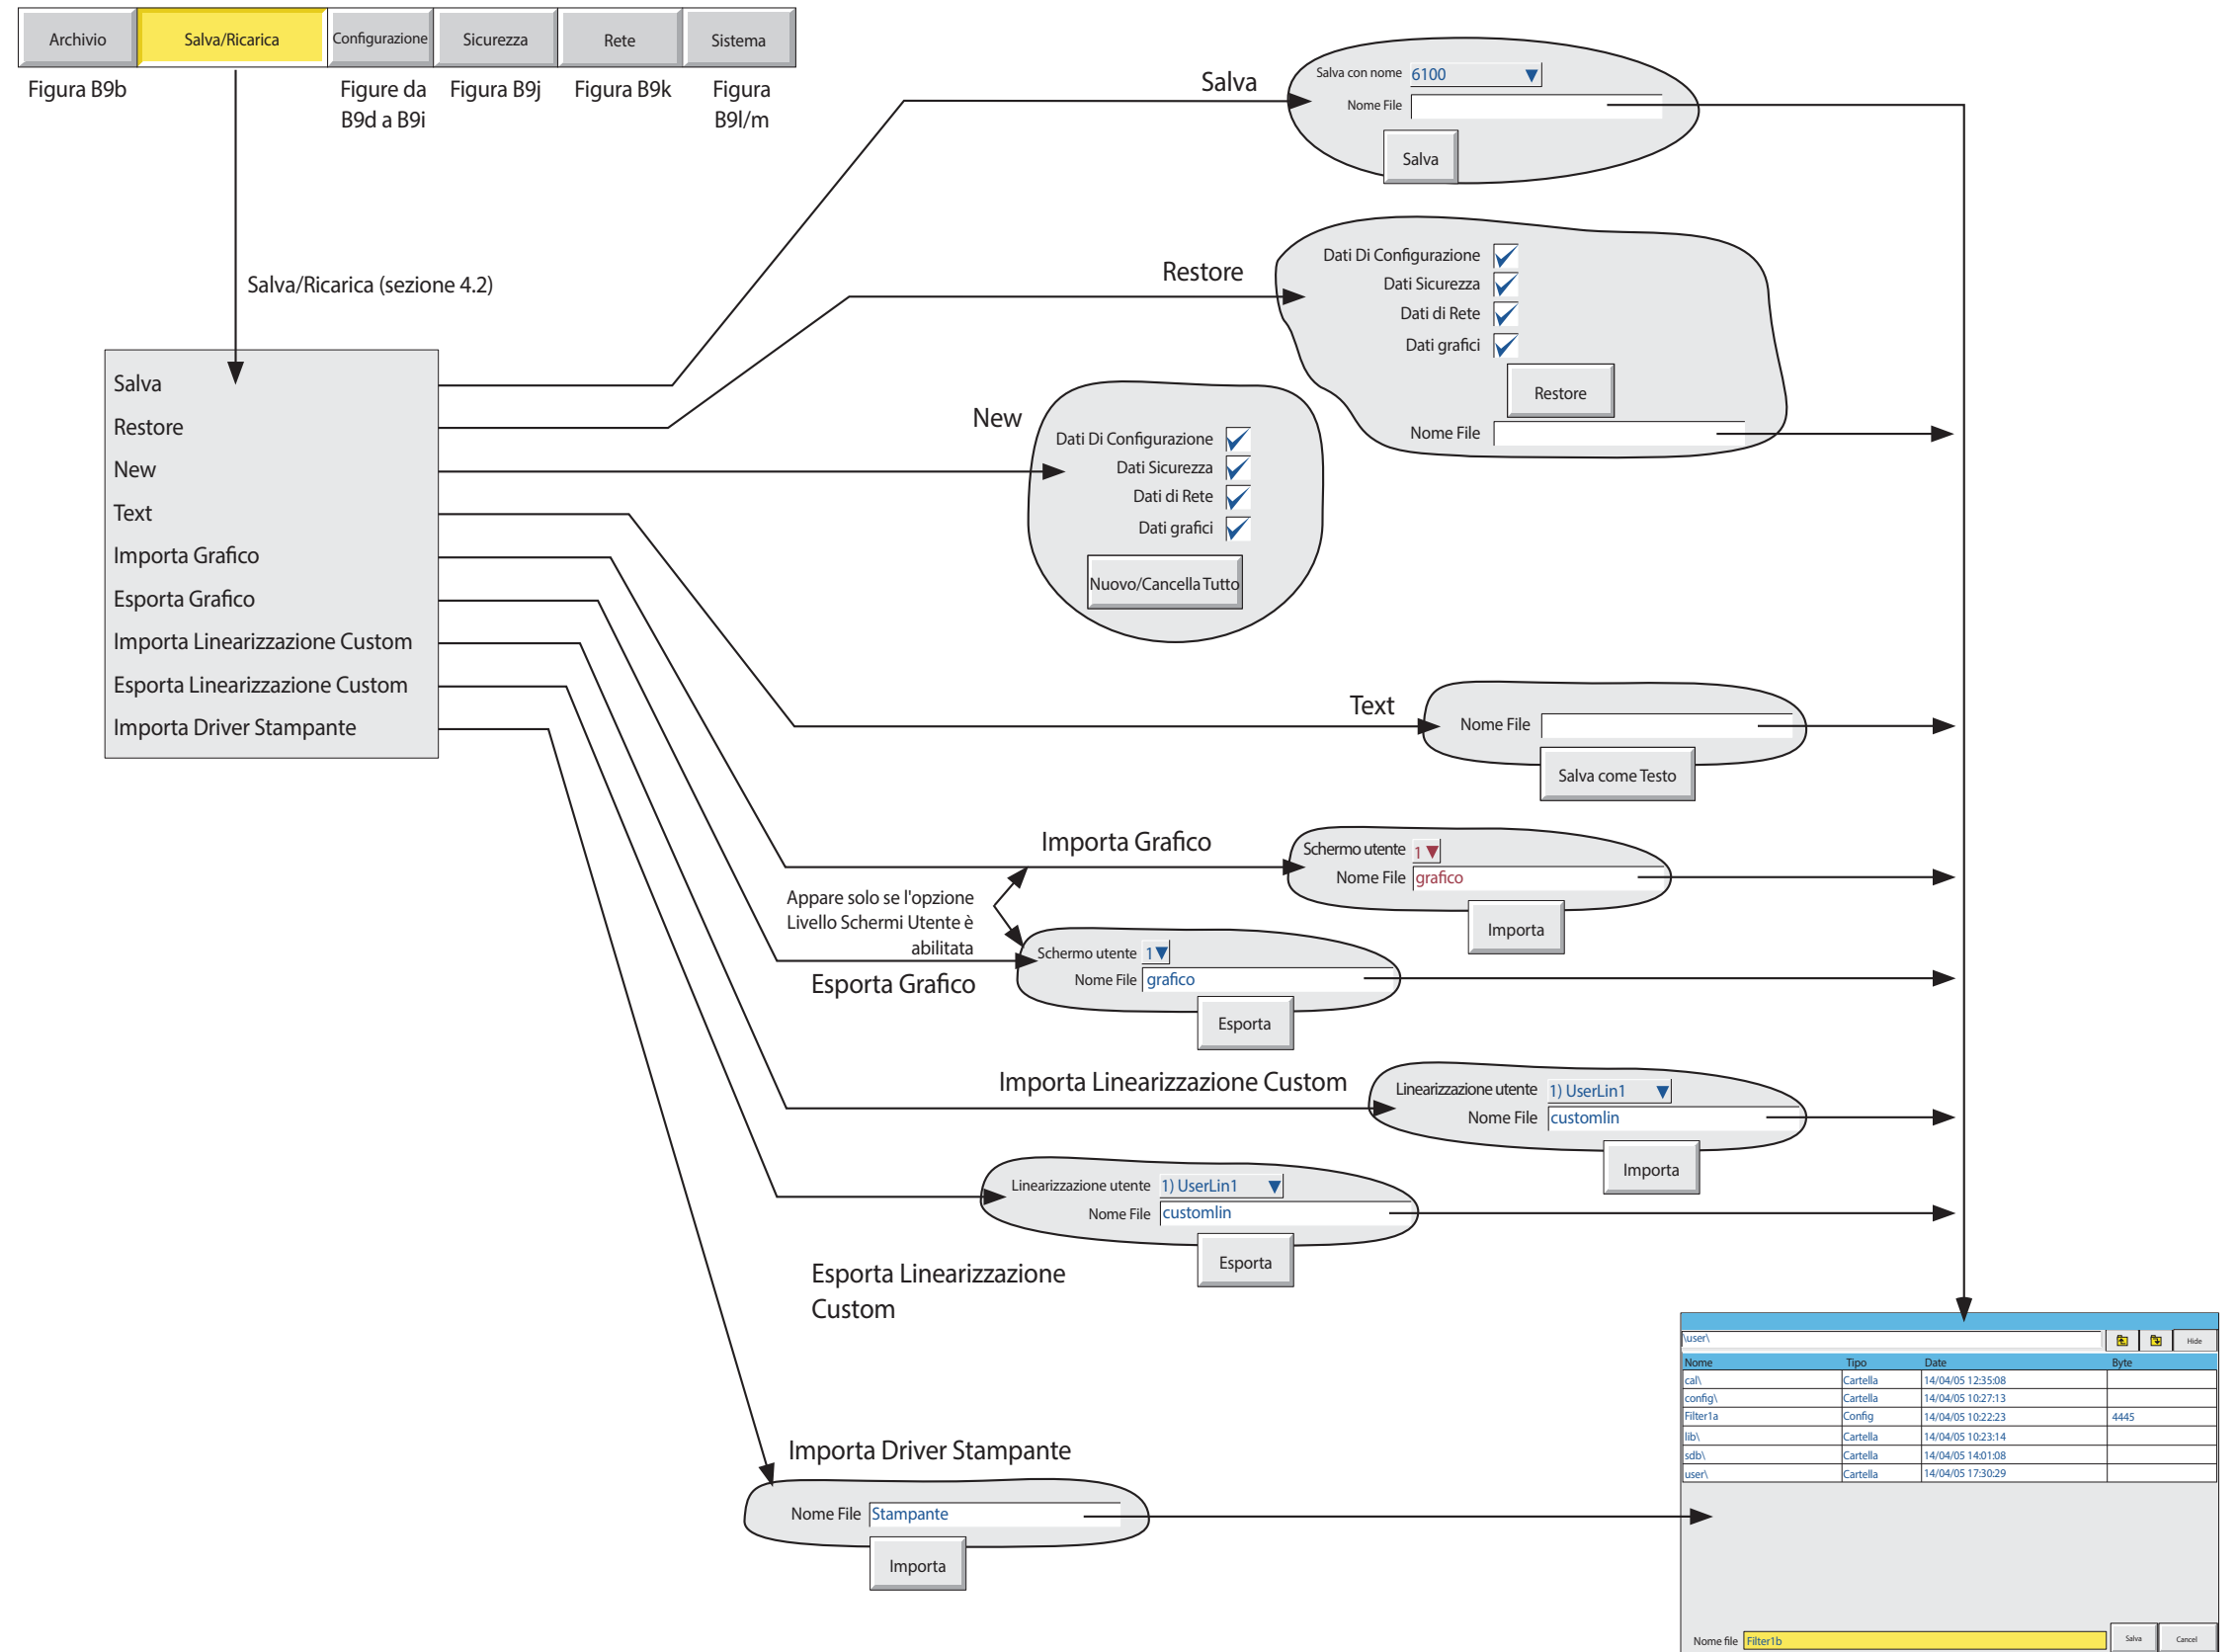 Archivio
Salva/Ricarica
Configurazione
Sicurezza
Rete
Sistema
Figura B9b
Figure da
B9d a B9i
Figura B9j
Figura B9k
Figura
B9l/m
Salva/Ricarica (sezione 4.2)
Salva
Restore
New
Text
Importa Grafico
Esporta Grafico
Importa Linearizzazione Custom
Esporta Linearizzazione Custom
Importa Driver Stampante
Salva
Salva con nome 6100
Nome File
Salva
Restore
Dati Di Configurazione
Dati Sicurezza
Dati di Rete
Dati grafici
Restore
Nome File
New
Dati Di Configurazione
Dati Sicurezza
Dati di Rete
Dati grafici
Nuovo/Cancella Tutto
Text
Nome File
Salva come Testo
Importa Grafico
Schermo utente 1
Nome File grafico
Importa
Appare solo se l'opzione
Livello Schermi Utente è
abilitata
Esporta Grafico
Schermo utente 1
Nome File grafico
Esporta
Importa Linearizzazione Custom
Linearizzazione utente 1) UserLin1
Nome File customlin
Importa
Linearizzazione utente 1) UserLin1
Nome File customlin
Esporta
Esporta Linearizzazione
Custom
Importa Driver Stampante
Nome File Stampante
Importa
\user\ Hide
Nome Tipo Date Byte
cal\ Cartella 14/04/05 12:35:08
config\ Cartella 14/04/05 10:27:13
Filter1a Config 14/04/05 10:22:23 4445
lib\ Cartella 14/04/05 10:23:14
sdb\ Cartella 14/04/05 14:01:08
user\ Cartella 14/04/05 17:30:29
Nome file Filter1b Salva Cancel